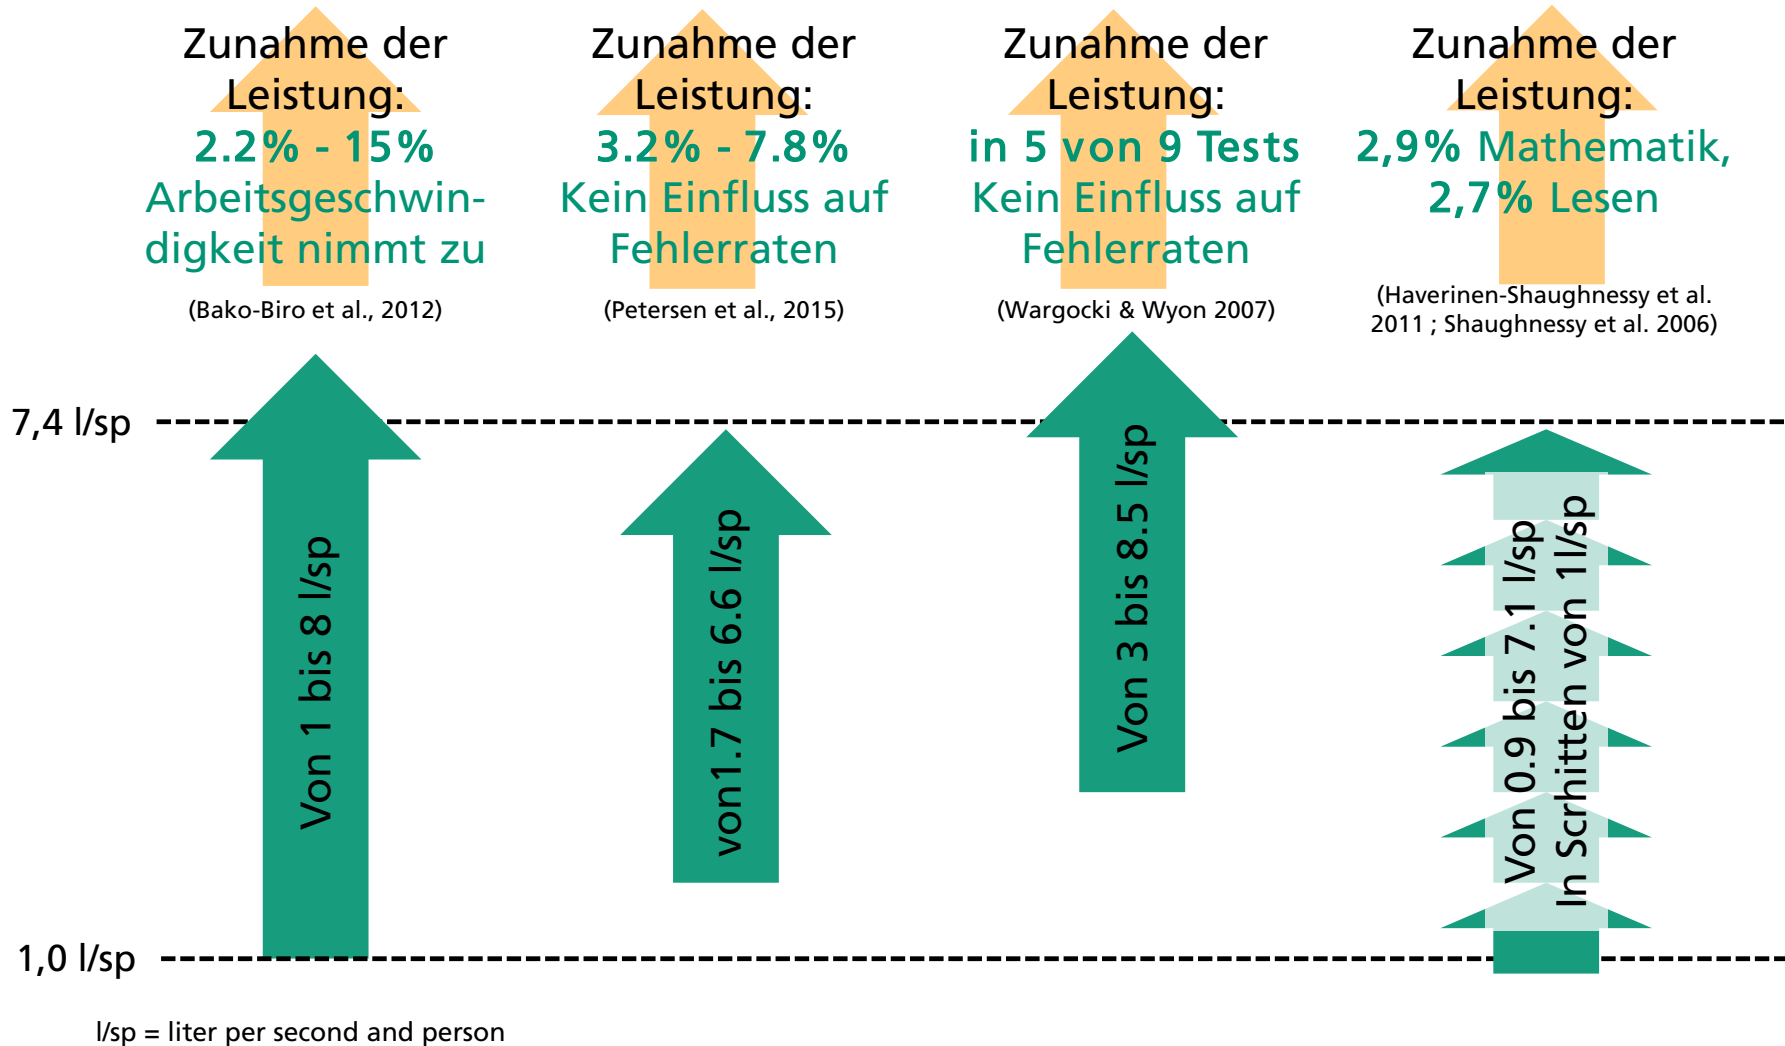 Zunahme der
Leistung:
2.2% - 15%
Arbeitsgeschwin-
digkeit nimmt zu
(Bako-Biro et al., 2012)
Zunahme der
Leistung:
3.2% - 7.8%
Kein Einfluss auf
Fehlerraten
(Petersen et al., 2015)
Zunahme der
Leistung:
in 5 von 9 Tests
Kein Einfluss auf
Fehlerraten
(Wargocki & Wyon 2007)
Zunahme der
Leistung:
2,9% Mathematik,
2,7% Lesen
(Haverinen-Shaughnessy et al.
2011 ; Shaughnessy et al. 2006)
7,4 l/sp
Von 1 bis 8 l/sp
von1.7 bis 6.6 l/sp
Von 3 bis 8.5 l/sp
Von 0.9 bis 7.1 l/sp
In Scrhitten von 1l/sp
1,0 l/sp
l/sp = liter per second and person